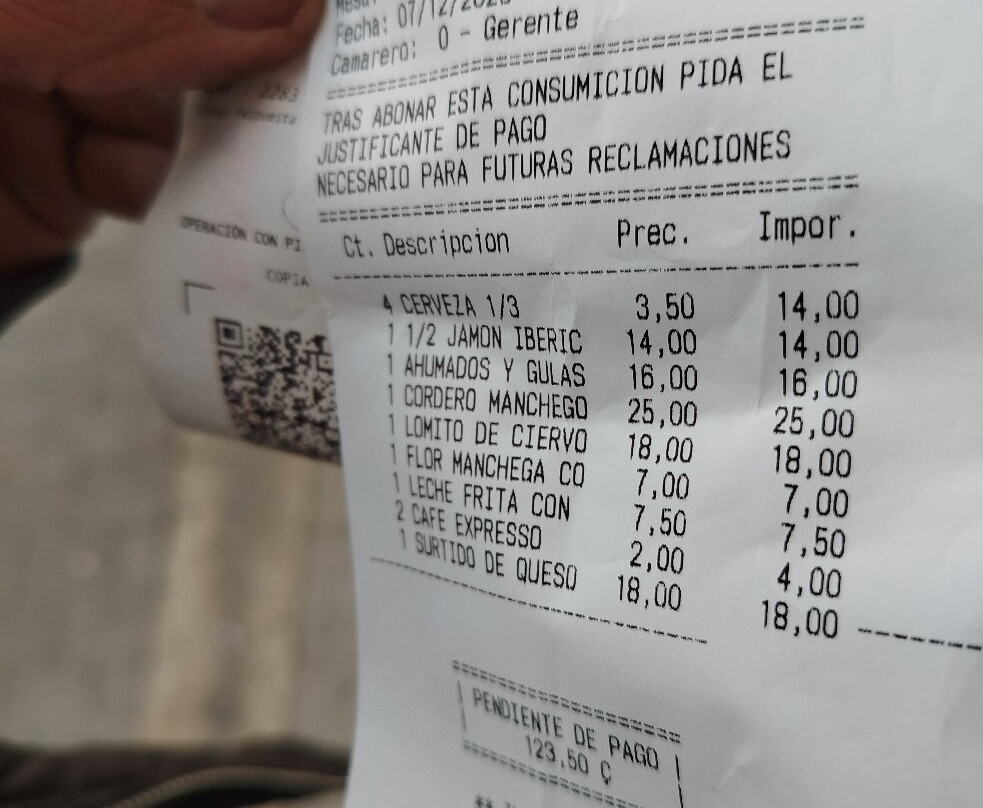 Fecha: 07/12/202
Camarero: 0 - Gerente
TRAS ABONAR ESTA CONSUMICION PIDA EL
JUSTIFICANTE DE PAGO
NECESARIO PARA FUTURAS RECLAMACIONES
Ct. Descripcion Prec. Impor.
4 CERVEZA 1/3 3,50 14,00
1 1/2 JAMON IBERIC 14,00 14,00
1 AHUMADOS Y GULAS 16,00 16,00
1 CORDERO MANCHEGO 25,00 25,00
1 LOMITO DE CIERVO 18,00 18,00
1 FLOR MANCHEGA CO 7,00 7,00
1 LECHE FRITA CON 7,50 7,50
2 CAFE EXPRESSO 2,00 4,00
1 SURTIDO DE QUESO 18,00 18,00
PENDIENTE DE PAGO
123,50 Ç
2263
OPERACIÓN CON PI
COPIA